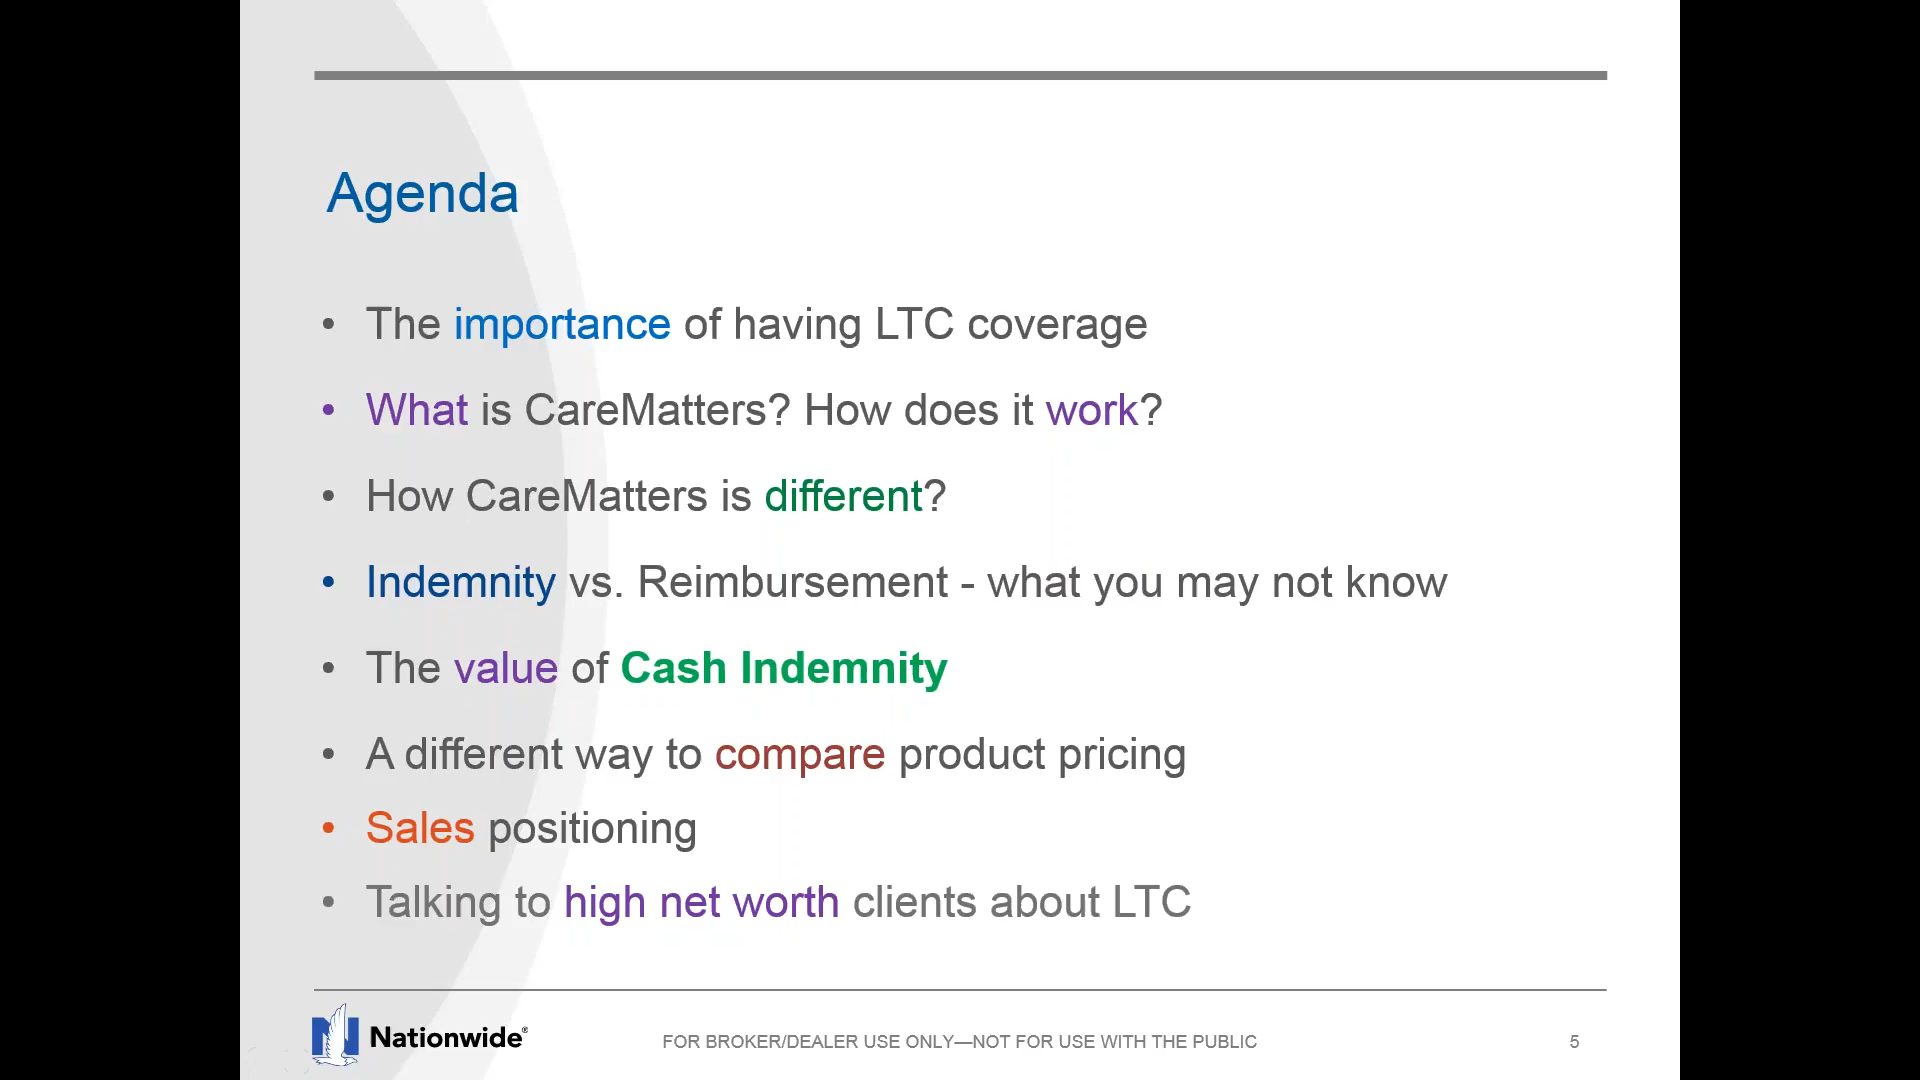 Agenda
• The importance of having LTC coverage
• What is CareMatters? How does it work?
• How CareMatters is different?
• Indemnity vs. Reimbursement - what you may not know
• The value of Cash Indemnity
• A different way to compare product pricing
• Sales positioning
• Talking to high net worth clients about LTC
N Nationwide®
FOR BROKER/DEALER USE ONLY—NOT FOR USE WITH THE PUBLIC
5